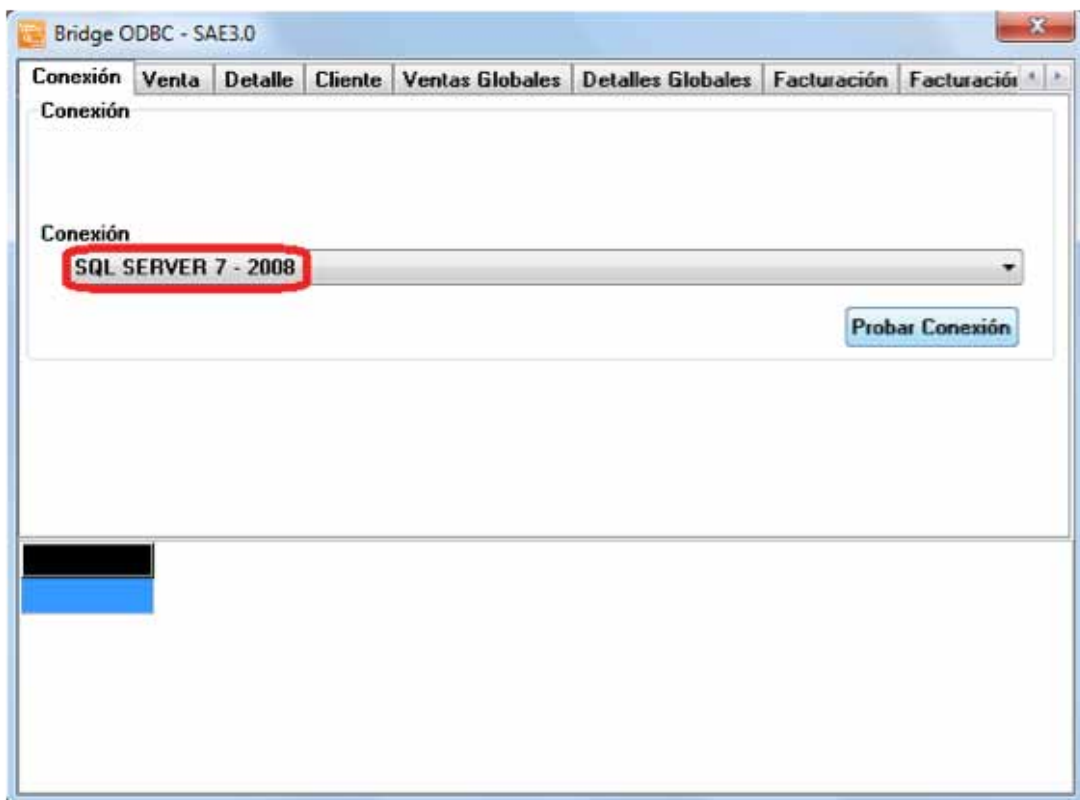 Bridge ODBC - SAE3.0
Conexión Venta Detalle Cliente Ventas Globales Detalles Globales Facturación Facturación
Conexión
Conexión
SQL SERVER 7 - 2008
Probar Conexión